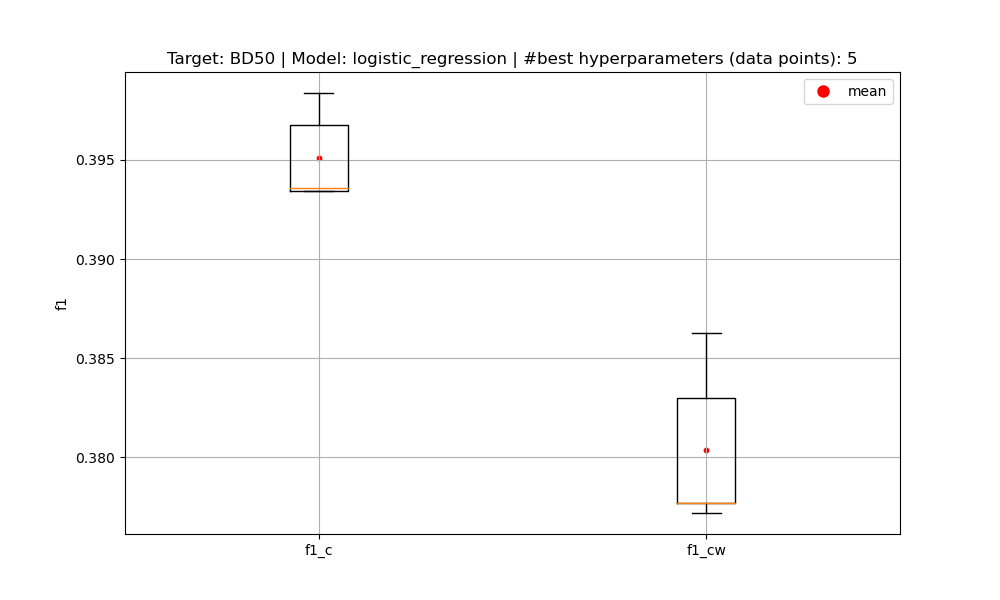 Target: BD50 | Model: logistic_regression | #best hyperparameters (data points): 5
mean
0.395
0.390
0.385
0.380
f1
f1_c
f1_cw